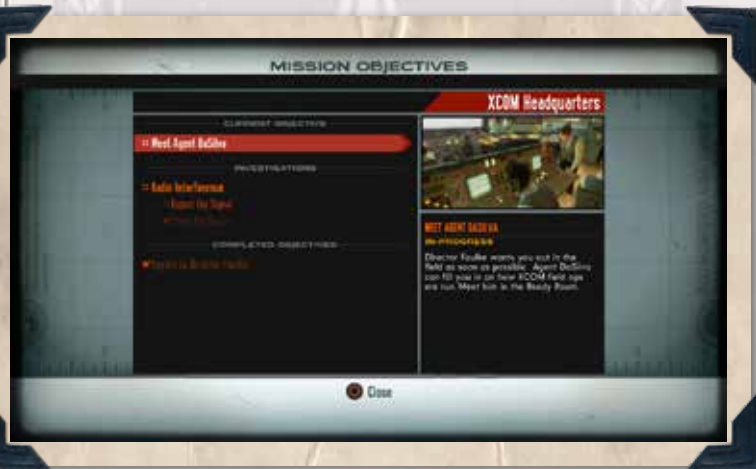 MISSION OBJECTIVES
XCOM Headquarters
CURRENT OBJECTIVE
Meet Agent DaSilva
INVESTIGATIONS
Radio Interference
the Signal
COMPLETED OBJECTIVES
MEET AGENT DASILVA
IN-PROGRESS
Director Faulke wants you out in the
field as soon as possible. Agent DaSilva
can fill you in on how XCOM field ops
are run. Meet him in the Ready Room.
Close